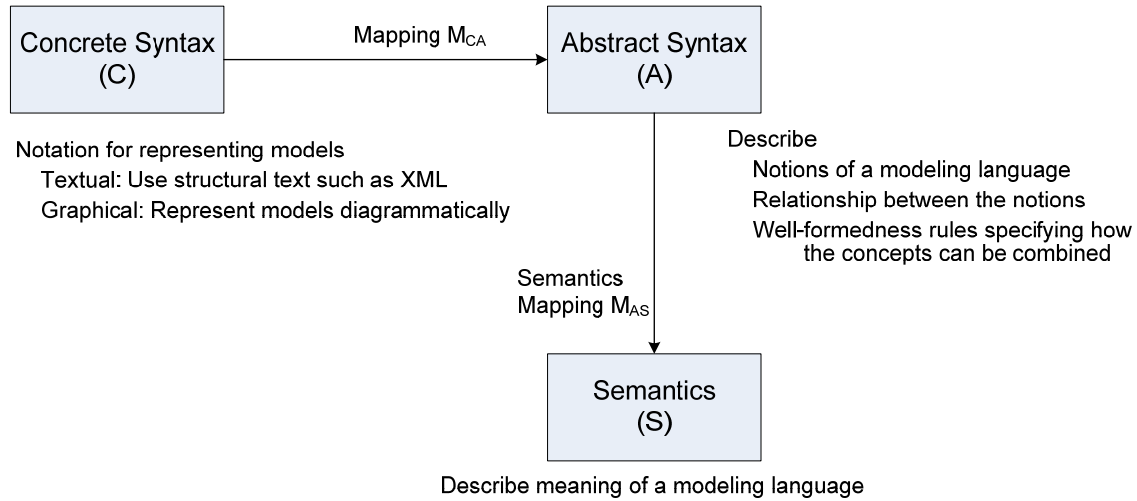 Concrete Syntax
(C)
Mapping MCA
Abstract Syntax
(A)
Notation for representing models
Textual: Use structural text such as XML
Graphical: Represent models diagrammatically
Describe
Notions of a modeling language
Relationship between the notions
Well-formedness rules specifying how
the concepts can be combined
Semantics
Mapping MAS
Semantics
(S)
Describe meaning of a modeling language